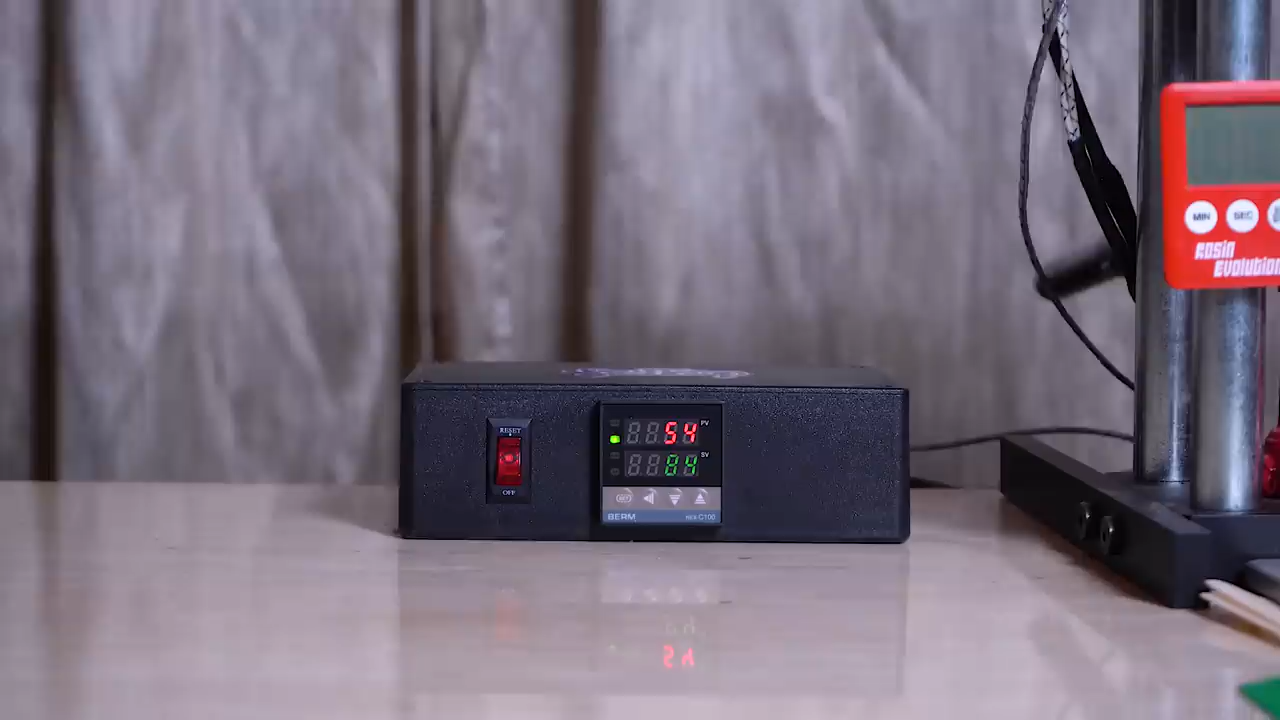 MIN SEC
ROSIN
EVOLUTION
RESET
OFF
54 PV
84 SV
SET
BERM REX-C100